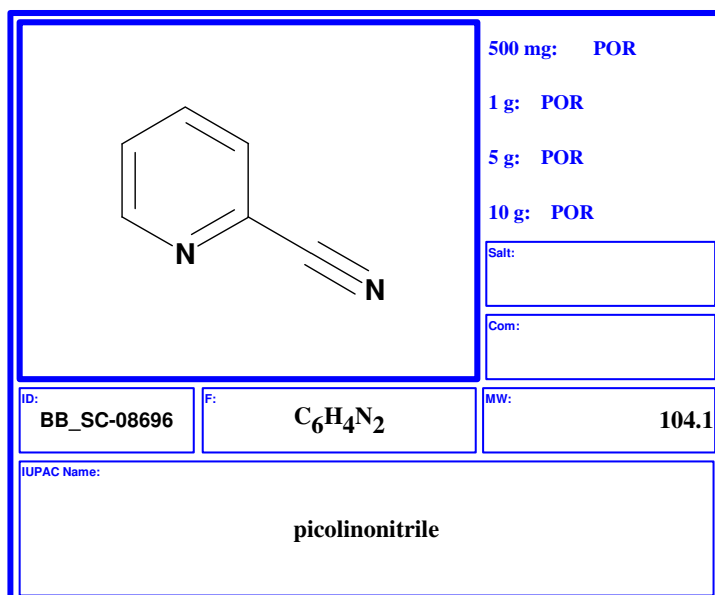 500 mg: POR
1 g: POR
5 g: POR
10 g: POR
N
N
Salt:
Com:
ID:
BB_SC-08696
F:
C6H4N2
MW:
104.1
IUPAC Name:
picolinonitrile